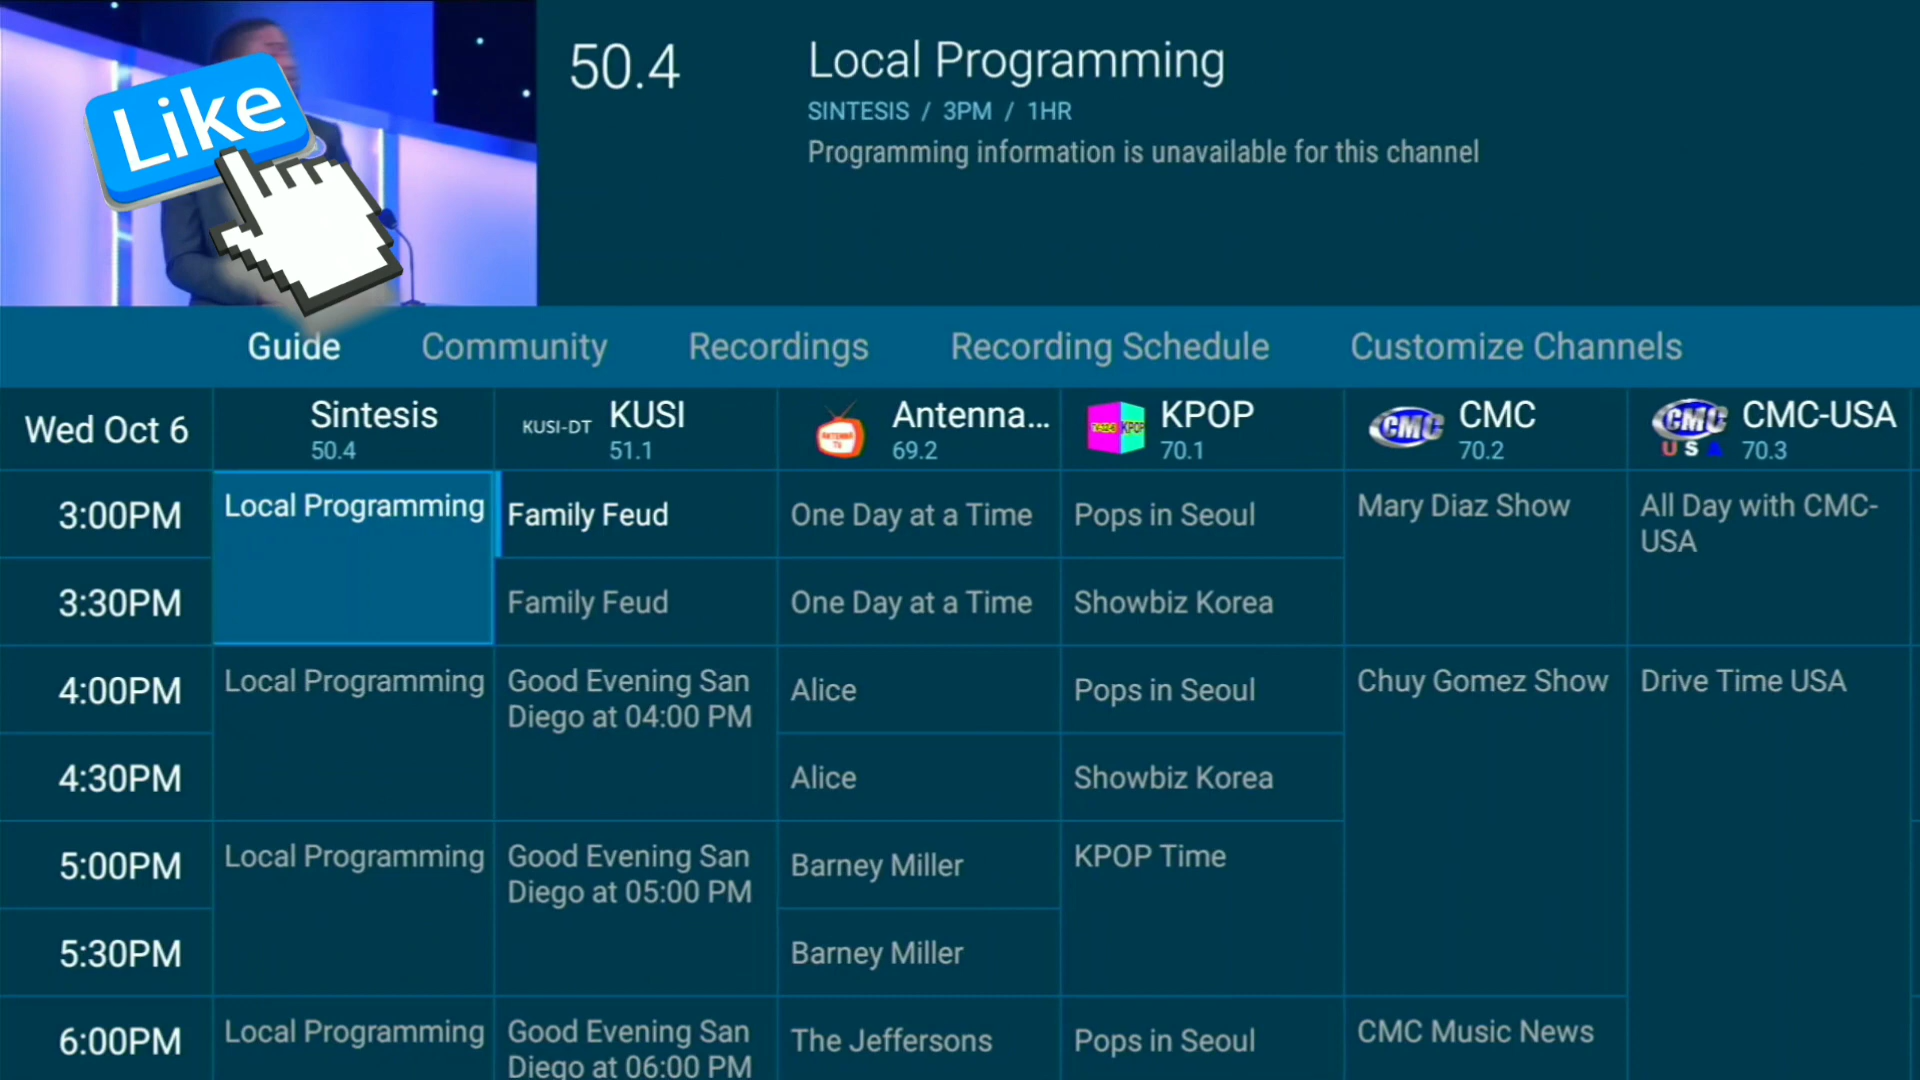 Like
50.4
Local Programming
SINTESIS / 3PM / 1HR
Programming information is unavailable for this channel
Guide
Community
Recordings
Recording Schedule
Customize Channels
Wed Oct 6
Sintesis
50.4
KUSI-DT
KUSI
51.1
ANTENNA
TV
Antenna...
69.2
KPOP
KPOP
70.1
CMC
CMC
70.2
CMC
USA
CMC-USA
70.3
3:00PM
Local Programming
Family Feud
One Day at a Time
Pops in Seoul
Mary Diaz Show
All Day with CMC-
USA
3:30PM
Family Feud
One Day at a Time
Showbiz Korea
4:00PM
Local Programming
Good Evening San
Diego at 04:00 PM
Alice
Pops in Seoul
Chuy Gomez Show
Drive Time USA
4:30PM
Alice
Showbiz Korea
5:00PM
Local Programming
Good Evening San
Diego at 05:00 PM
Barney Miller
KPOP Time
5:30PM
Barney Miller
6:00PM
Local Programming
Good Evening San
Diego at 06:00 PM
The Jeffersons
Pops in Seoul
CMC Music News